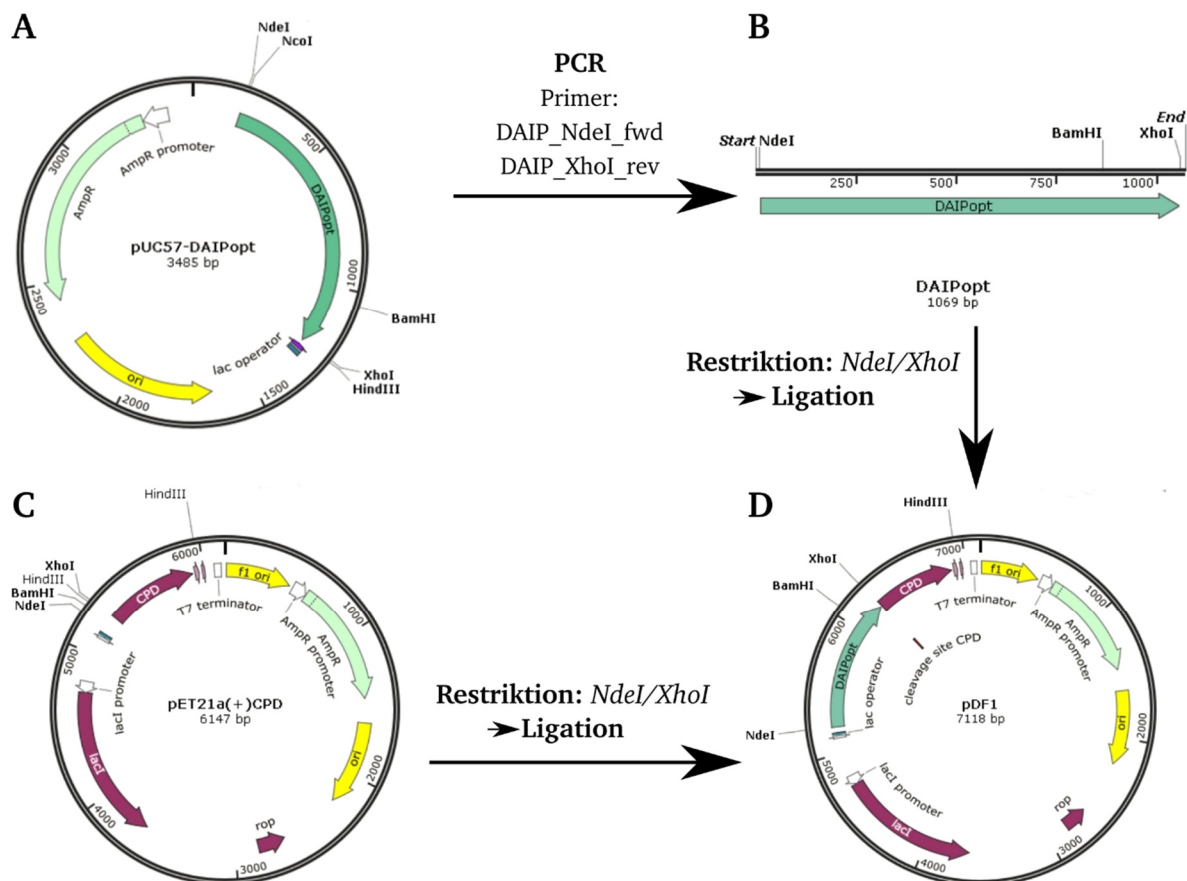 A
NdeI
NcoI
500
DAIPopt
1000
BamHI
XhoI
HindIII
lac operator
1500
2000
ori
2500
AmpR
3000
AmpR promoter
pUC57-DAIPopt
3485 bp
PCR
Primer:
DAIP_NdeI_fwd
DAIP_XhoI_rev
B
Start NdeI
BamHI
XhoI
End
250
500
750
1000
DAIPopt
DAIPopt
1069 bp
Restriktion: NdeI/XhoI
Ligation
C
HindIII
XhoI
HindIII
BamHI
NdeI
6000
CPD
T7 terminator
f1 ori
1000
AmpR
AmpR promoter
5000
lacI promoter
pET21a(+)CPD
6147 bp
ori
2000
lacI
4000
rop
3000
Restriktion: NdeI/XhoI
Ligation
D
HindIII
XhoI
BamHI
NdeI
7000
CPD
T7 terminator
f1 ori
1000
AmpR
AmpR promoter
6000
DAIPopt
lac operator
cleavage site CPD
pDF1
7118 bp
ori
2000
5000
lacI promoter
lacI
4000
rop
3000